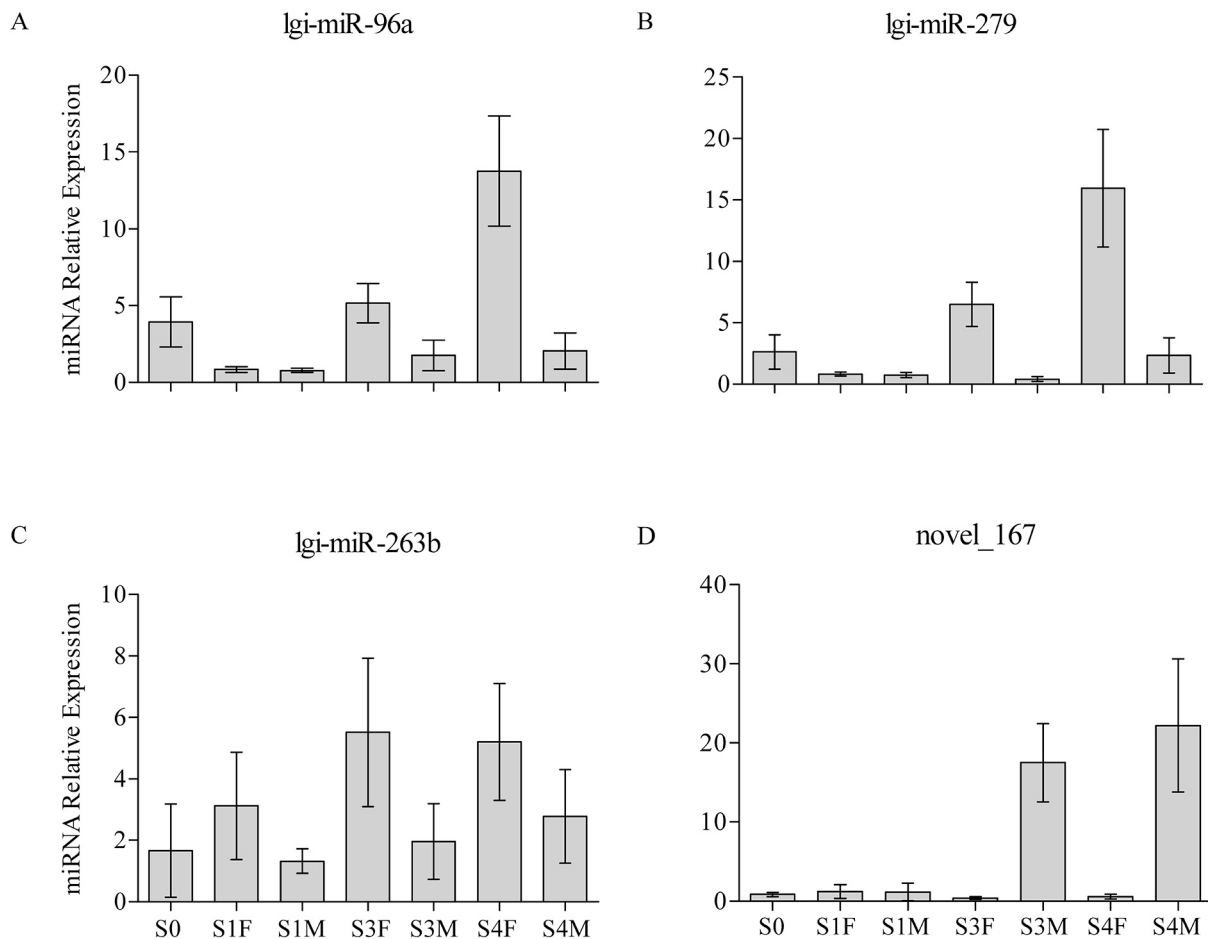 A
lgi-miR-96a
miRNA Relative Expression
20
15
10
5
0
B
lgi-miR-279
25
20
15
10
5
0
C
lgi-miR-263b
miRNA Relative Expression
10
8
6
4
2
0
S0 S1F S1M S3F S3M S4F S4M
D
novel_167
40
30
20
10
0
S0 S1F S1M S3F S3M S4F S4M